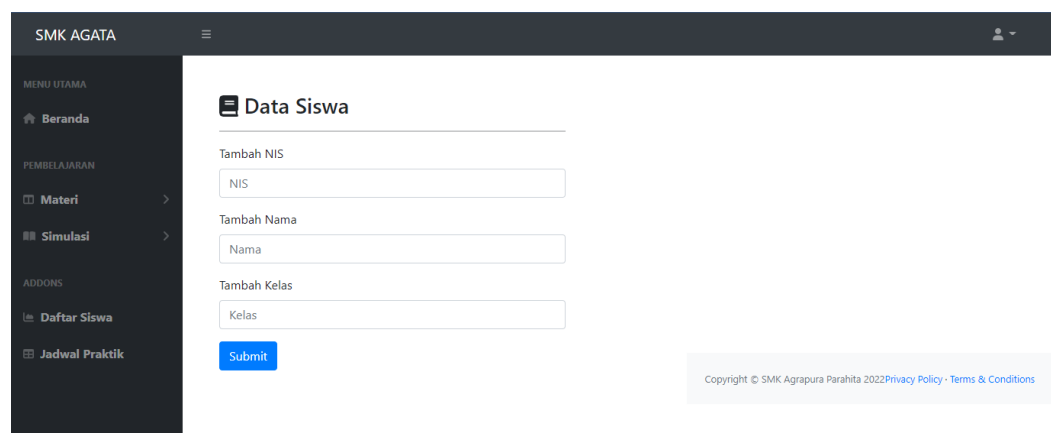 SMK AGATA
MENU UTAMA
Beranda
PEMBELAJARAN
Materi
Simulasi
ADDONS
Daftar Siswa
Jadwal Praktik
Data Siswa
Tambah NIS
NIS
Tambah Nama
Nama
Tambah Kelas
Kelas
Submit
Copyright © SMK Agrapura Parahita 2022Privacy Policy · Terms & Conditions